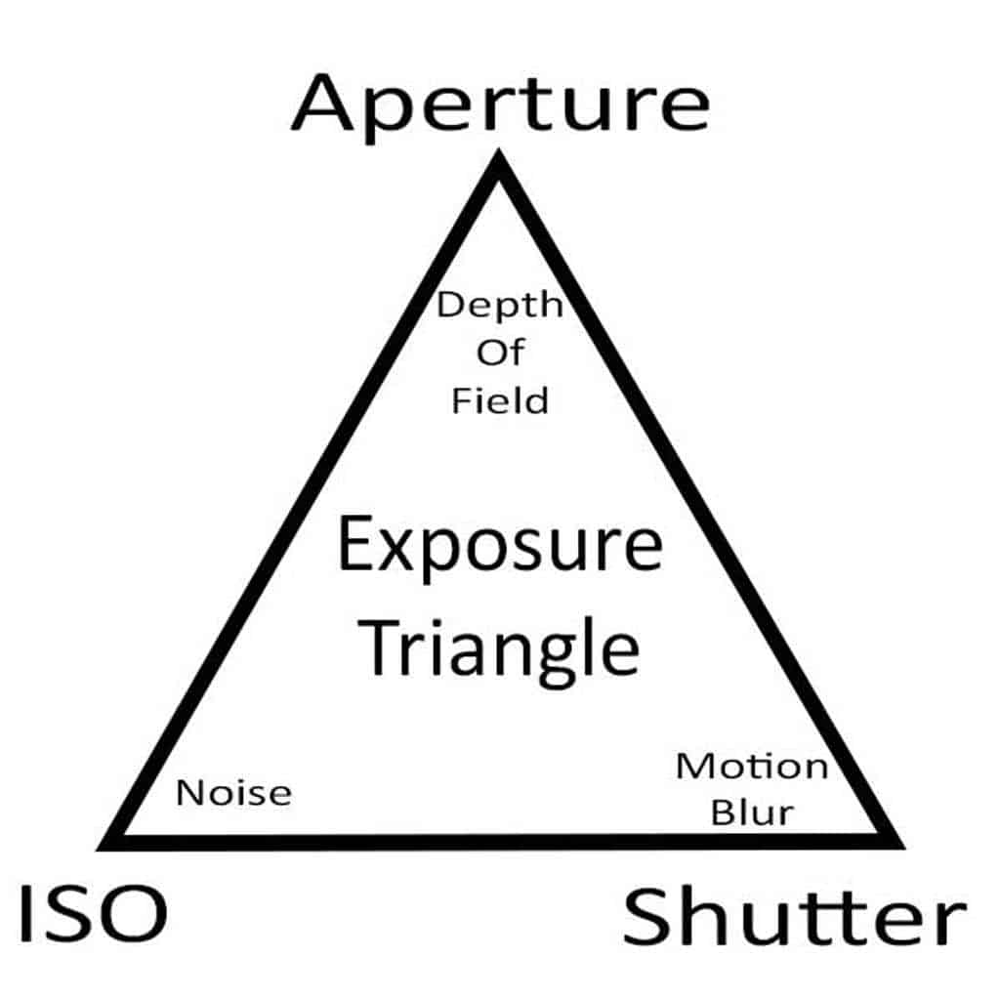 Aperture
Depth
Of
Field
Exposure
Triangle
Noise
Motion
Blur
ISO
Shutter